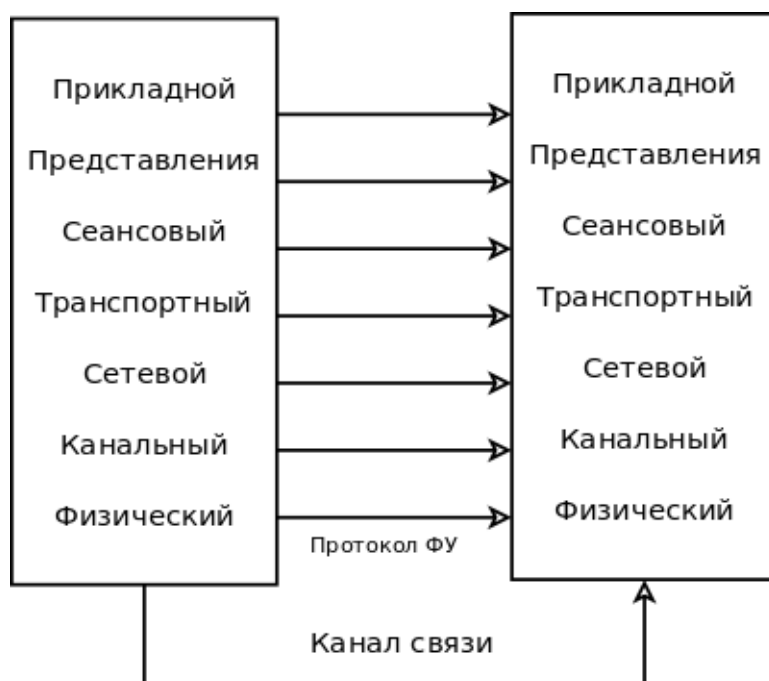 Прикладной
Представления
Сеансовый
Транспортный
Сетевой
Канальный
Физический
Прикладной
Представления
Сеансовый
Транспортный
Сетевой
Канальный
Физический
Протокол ФУ
Канал связи